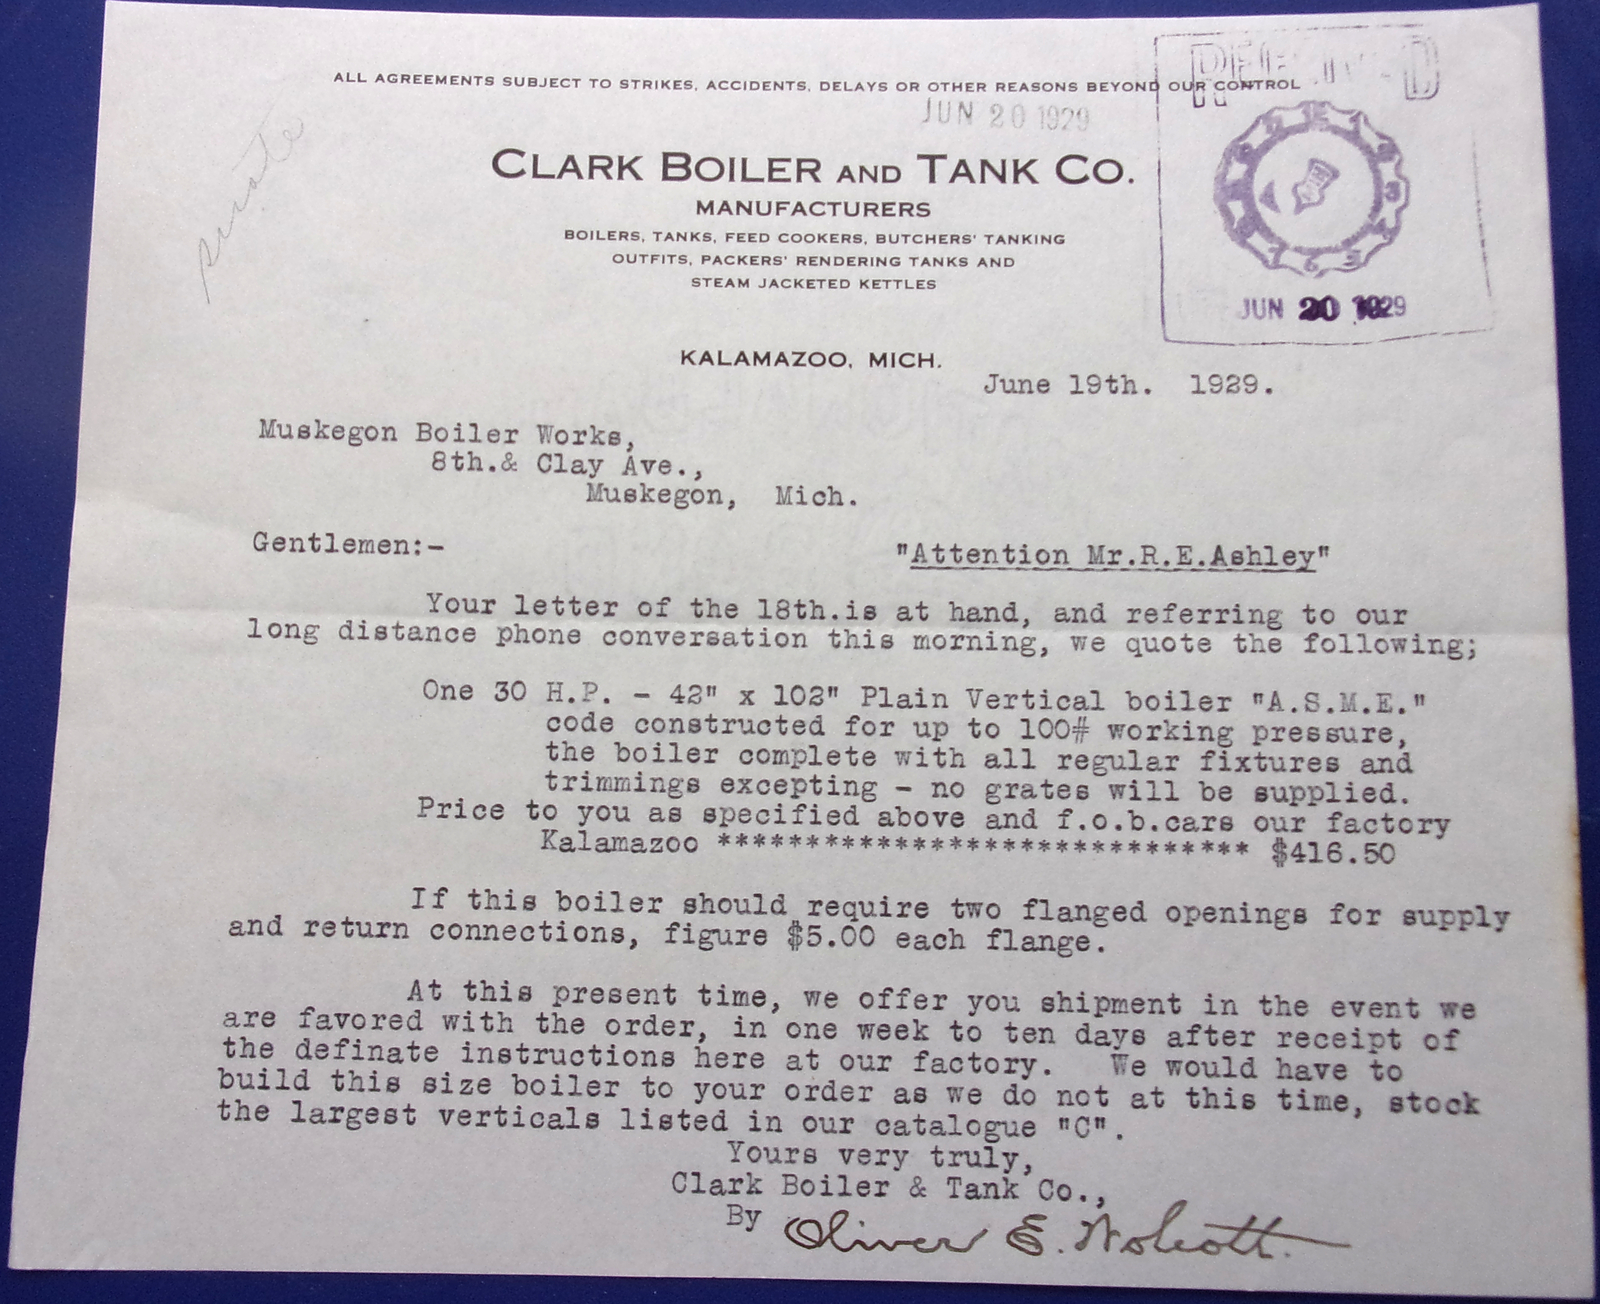 ALL AGREEMENTS SUBJECT TO STRIKES, ACCIDENTS, DELAYS OR OTHER REASONS BEYOND OUR CONTROL
JUN 20 1929
CLARK BOILER AND TANK CO.
MANUFACTURERS
BOILERS, TANKS, FEED COOKERS, BUTCHERS' TANKING
OUTFITS, PACKERS' RENDERING TANKS AND
STEAM JACKETED KETTLES
JUN 20 1929
KALAMAZOO, MICH.
June 19th. 1929.
Muskegon Boiler Works,
8th.& Clay Ave.,
Muskegon, Mich.
Gentlemen:-
"Attention Mr.R.E.Ashley"
Your letter of the 18th.is at hand, and referring to our
long distance phone conversation this morning, we quote the following;
One 30 H.P. - 42" x 102" Plain Vertical boiler "A.S.M.E."
code constructed for up to 100# working pressure,
the boiler complete with all regular fixtures and
trimmings excepting - no grates will be supplied.
Price to you as specified above and f.o.b.cars our factory
Kalamazoo ****************************** $416.50
If this boiler should require two flanged openings for supply
and return connections, figure $5.00 each flange.
At this present time, we offer you shipment in the event we
are favored with the order, in one week to ten days after receipt of
the definate instructions here at our factory. We would have to
build this size boiler to your order as we do not at this time, stock
the largest verticals listed in our catalogue "C".
Yours very truly,
Clark Boiler & Tank Co.,
By Oliver E. Wolcott.